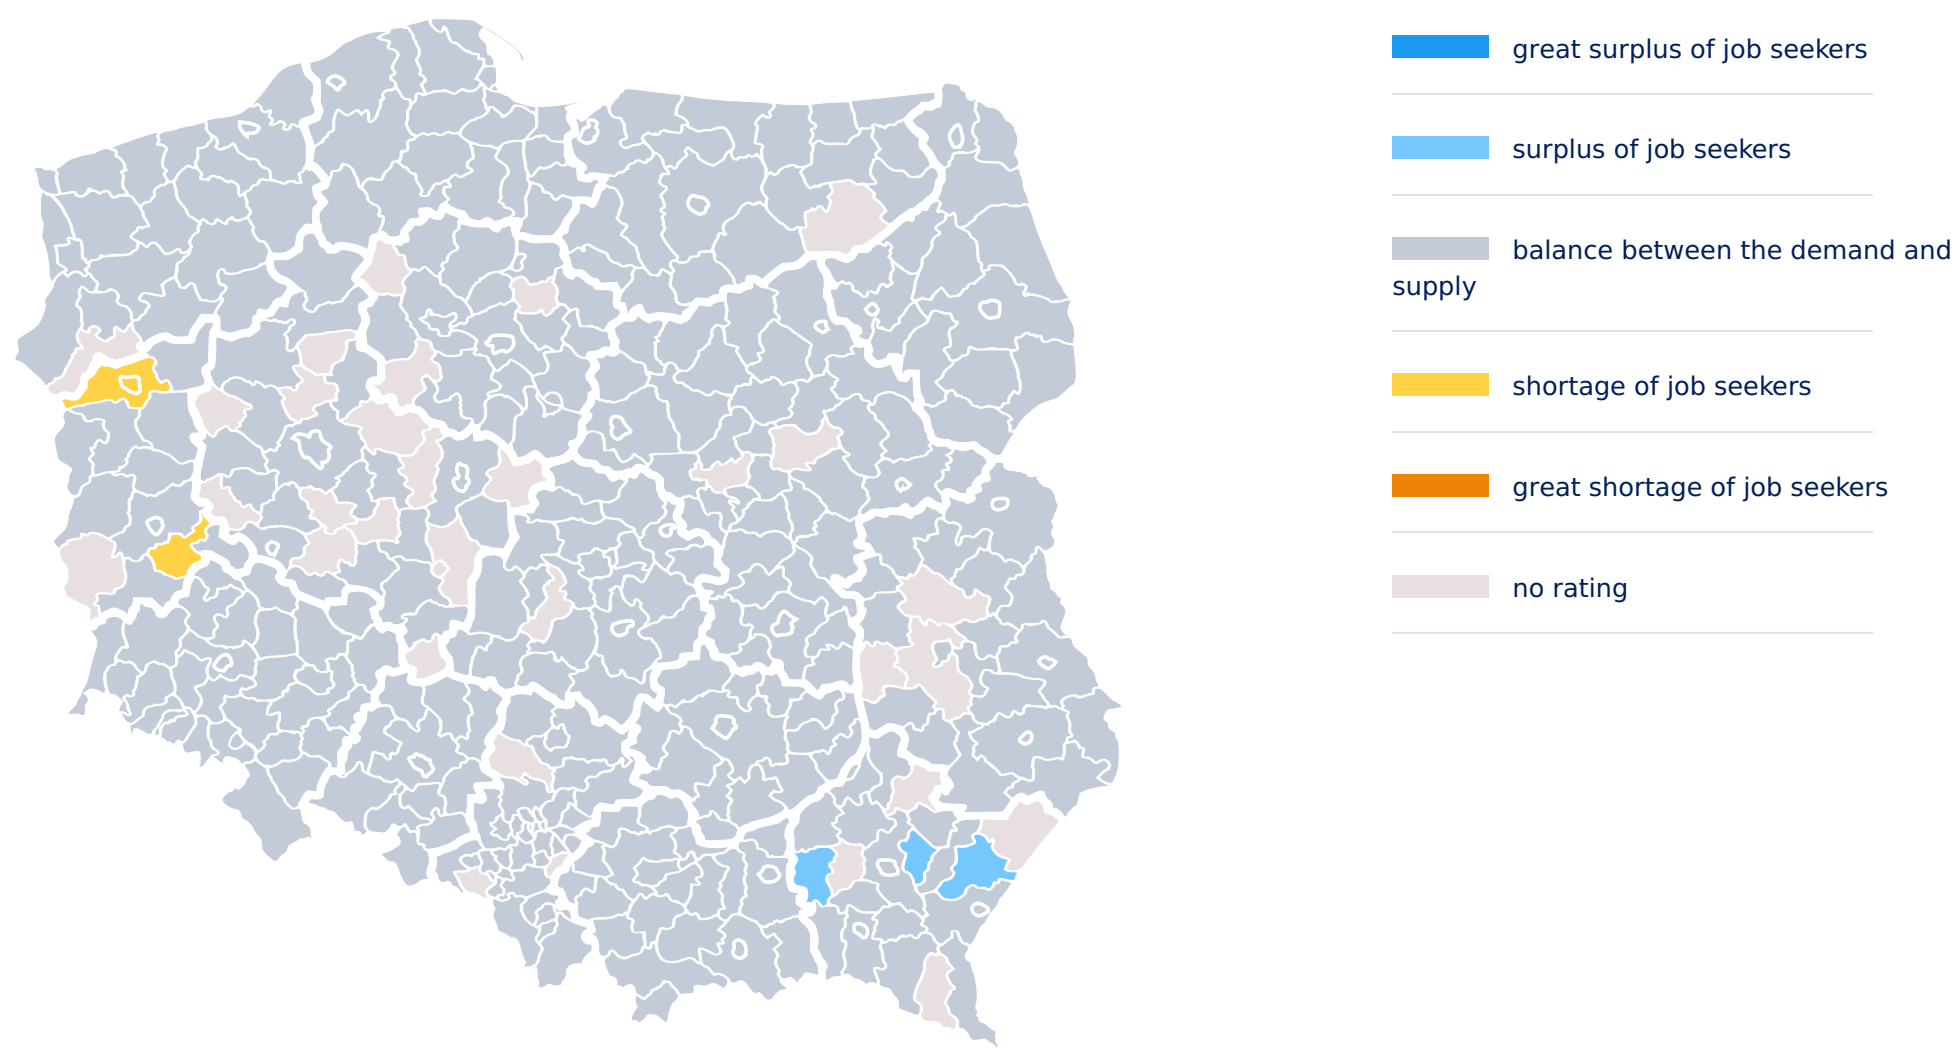 great surplus of job seekers
surplus of job seekers
balance between the demand and
supply
shortage of job seekers
great shortage of job seekers
no rating